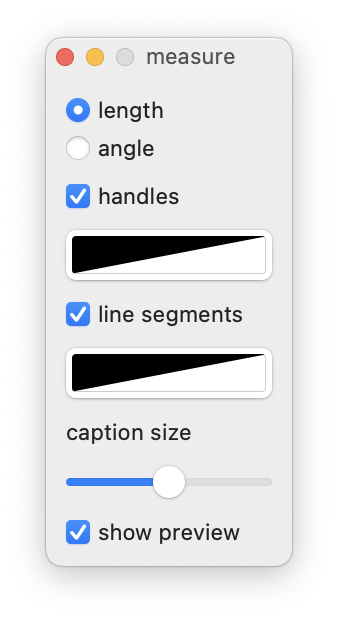 measure
length
angle
handles
line segments
caption size
show preview